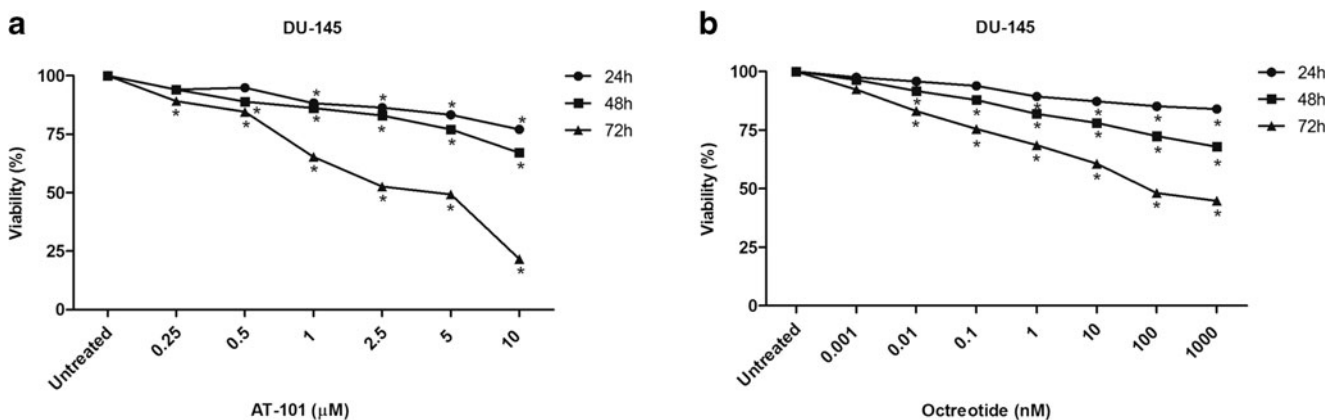 a
DU-145
100
75
50
25
0
Viability (%)
Untreated
0.25
0.5
1
2.5
5
10
AT-101 (μM)
24h
48h
72h
* * * *
* * * * * *
* * * * * *
b
DU-145
100
75
50
25
0
Viability (%)
Untreated
0.001
0.01
0.1
1
10
100
1000
Octreotide (nM)
24h
48h
72h